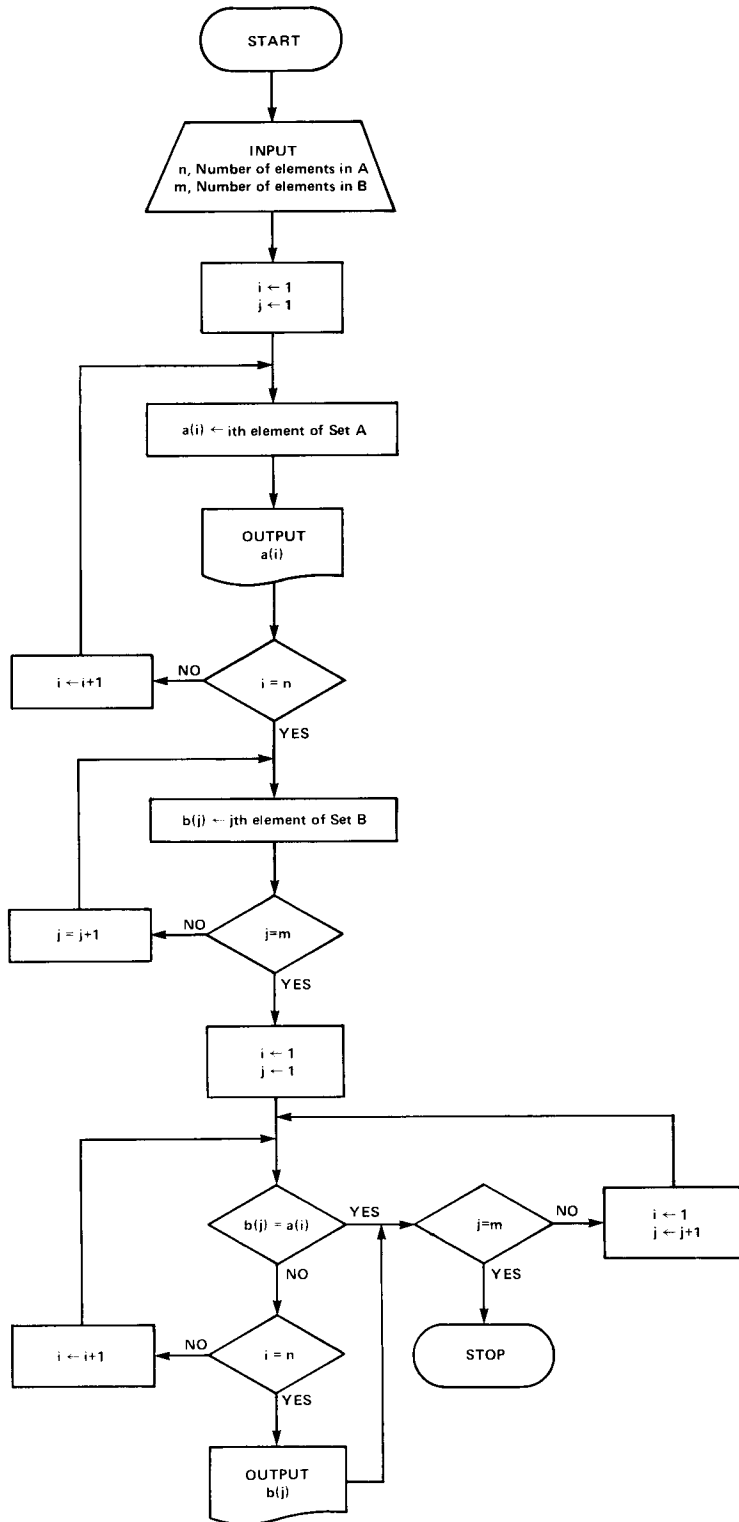 START
INPUT
n, Number of elements in A
m, Number of elements in B
i ← 1
j ← 1
a(i) ← ith element of Set A
OUTPUT
a(i)
i = n
NO
i ← i+1
YES
b(j) ← jth element of Set B
j=m
NO
j = j+1
YES
i ← 1
j ← 1
b(j) = a(i)
YES
j=m
NO
i ← 1
j ← j+1
NO
YES
i = n
NO
i ← i+1
STOP
YES
OUTPUT
b(j)